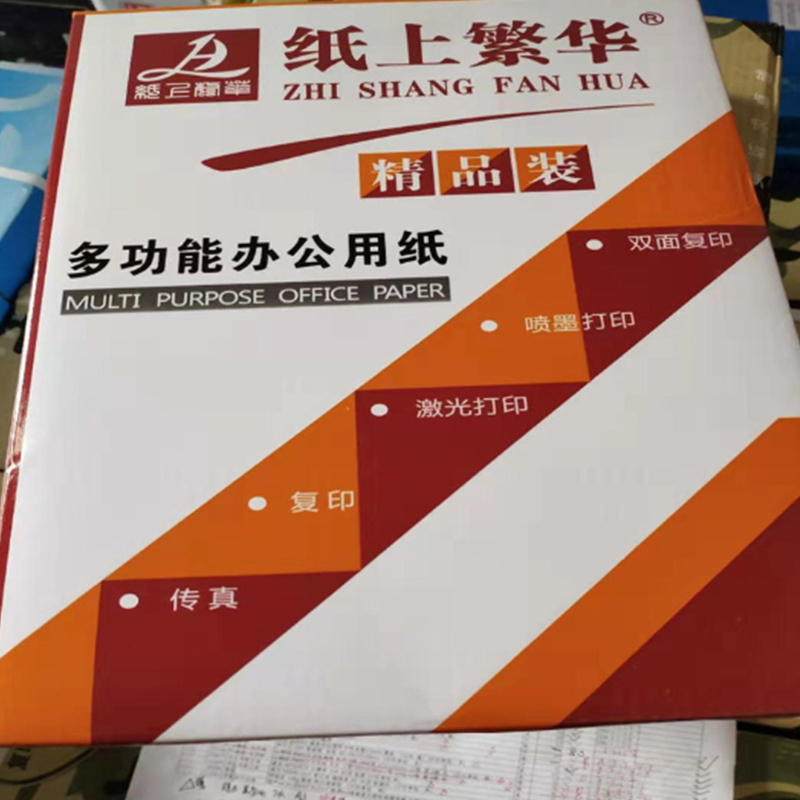 纸上繁华®
ZHI SHANG FAN HUA
精品装
多功能办公用纸
MULTI PURPOSE OFFICE PAPER
双面复印
喷墨打印
激光打印
复印
传真